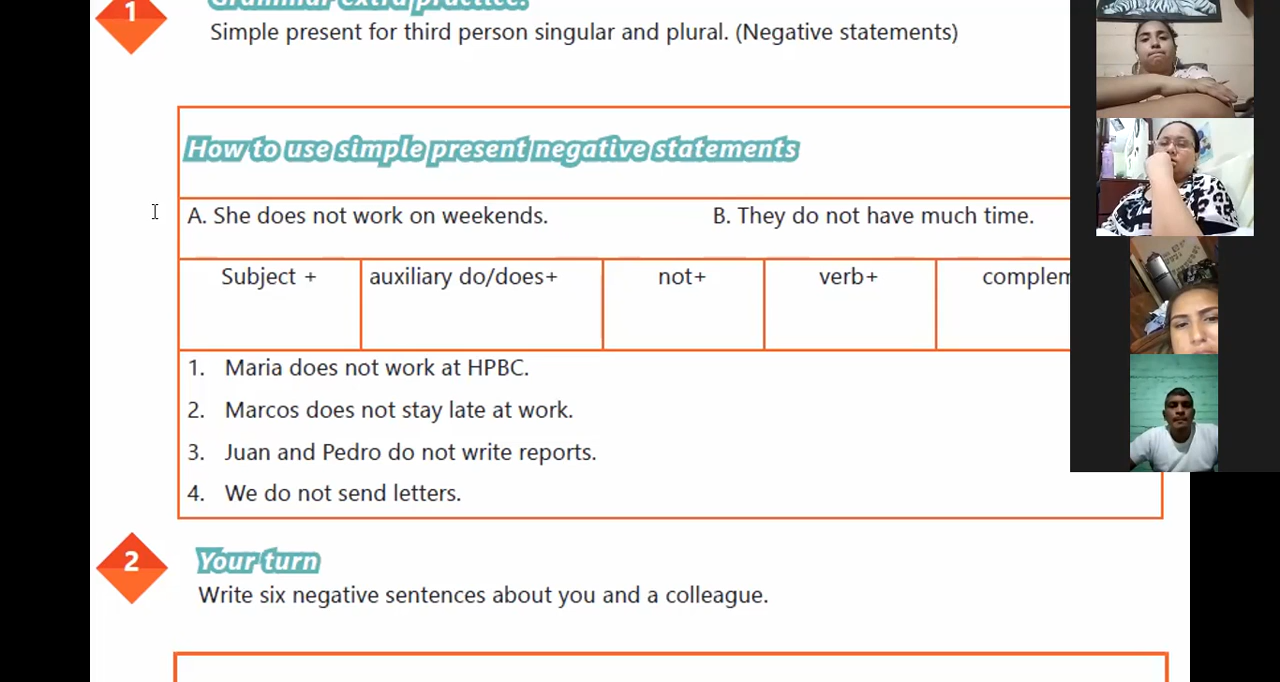 1
Grammar extra practice.
Simple present for third person singular and plural. (Negative statements)
How to use simple present negative statements
A. She does not work on weekends. B. They do not have much time.
Subject + auxiliary do/does+ not+ verb+ complem
1. Maria does not work at HPBC.
2. Marcos does not stay late at work.
3. Juan and Pedro do not write reports.
4. We do not send letters.
2
Your turn
Write six negative sentences about you and a colleague.